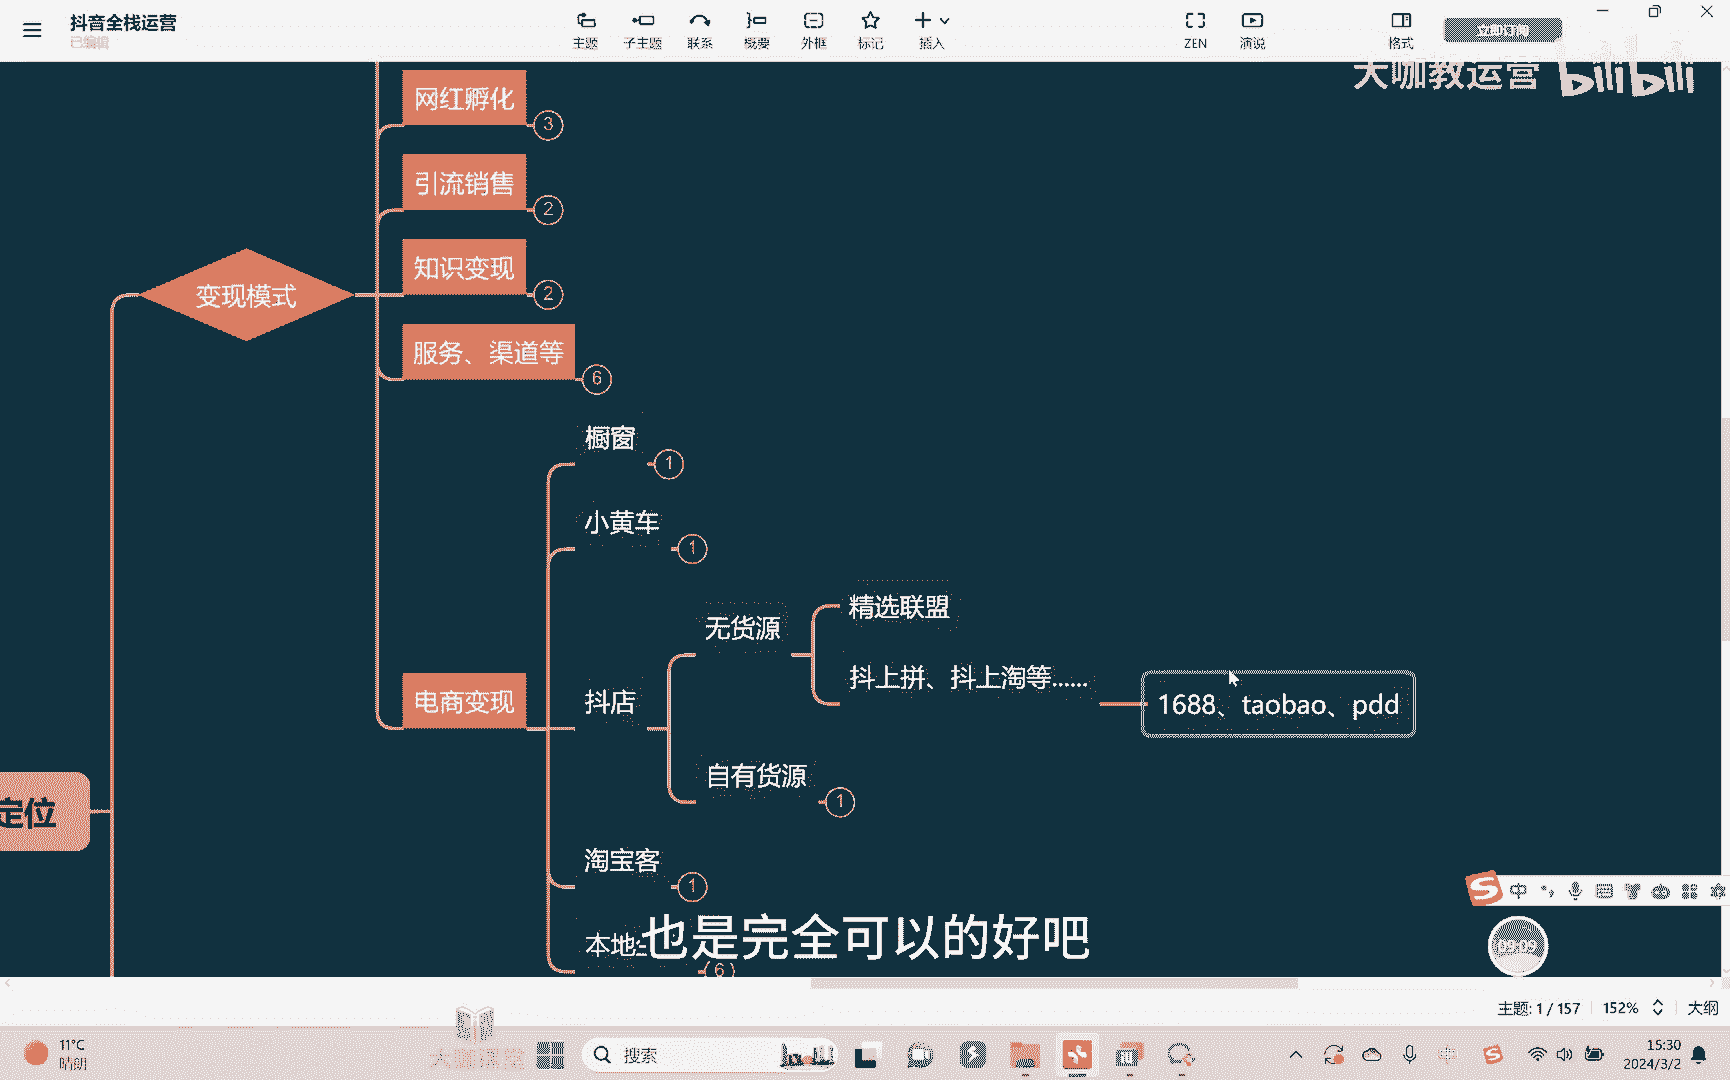 抖音全栈运营
已编辑
主题 子主题 联系 概要 外框 标记 插入 ZEN 演说 格式
大咖教运营 bilibili
网红孵化 3
引流销售 2
知识变现 2
变现模式
服务、渠道等 6
橱窗 1
小黄车 1
精选联盟
无货源
抖上拼、抖上淘等……
电商变现 抖店 1688、taobao、pdd
自有货源 1
定位
淘宝客 1
本地 6
也是完全可以的好吧
中
09:09
主题: 1 / 157 152% 大纲
11°C
晴朗
搜索
中
15:30
2024/3/2